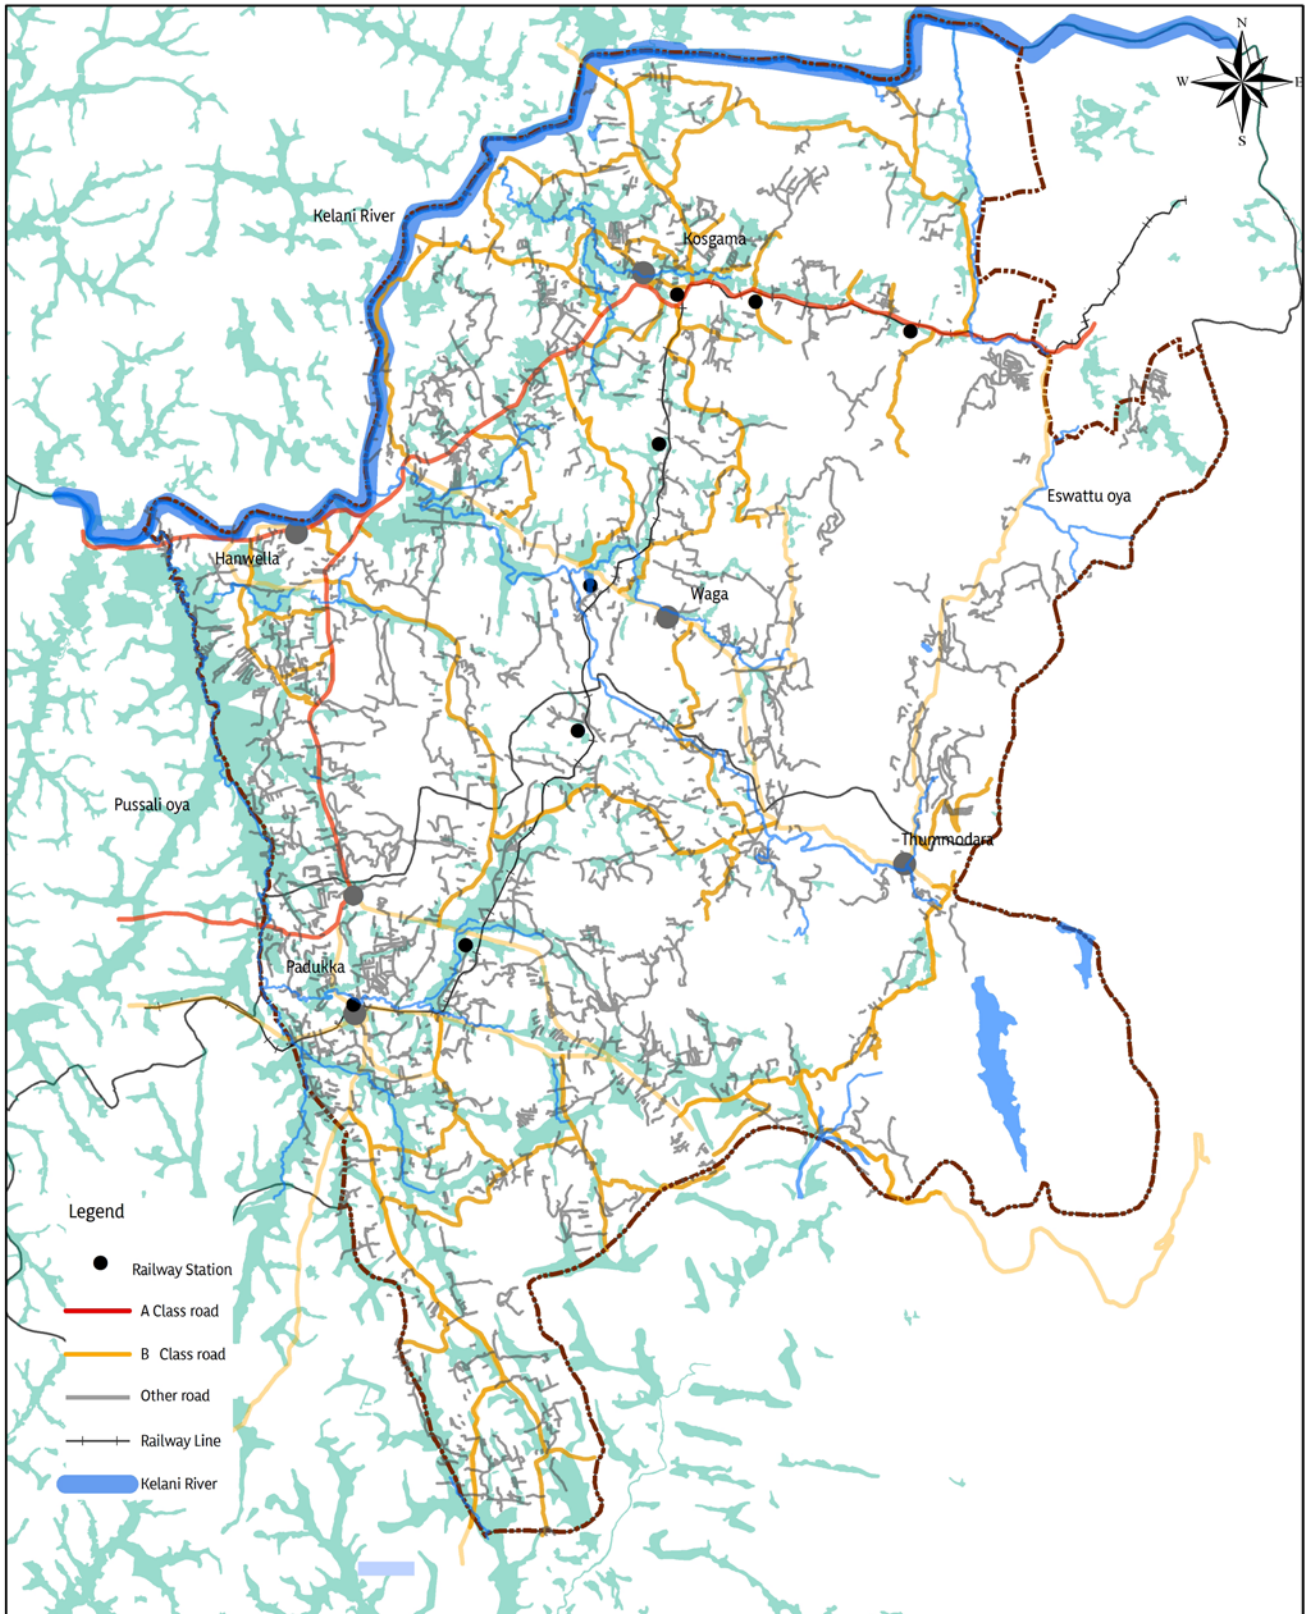 N
W E
S
Kelani River
Kosgama
Eswattu oya
Hanwella
Waga
Pussali oya
Thummodara
Padukka
Legend
Railway Station
A Class road
B Class road
Other road
Railway Line
Kelani River